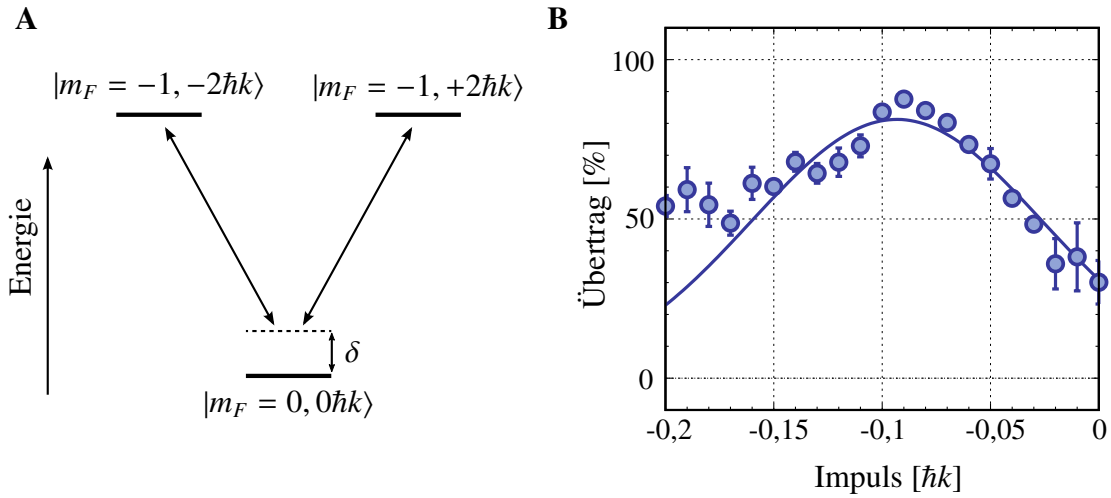 A
|m_F = −1, −2ħk⟩
|m_F = −1, +2ħk⟩
Energie
δ
|m_F = 0, 0ħk⟩
B
Übertrag [%]
100
50
0
-0,2
-0,15
-0,1
-0,05
0
Impuls [ħk]